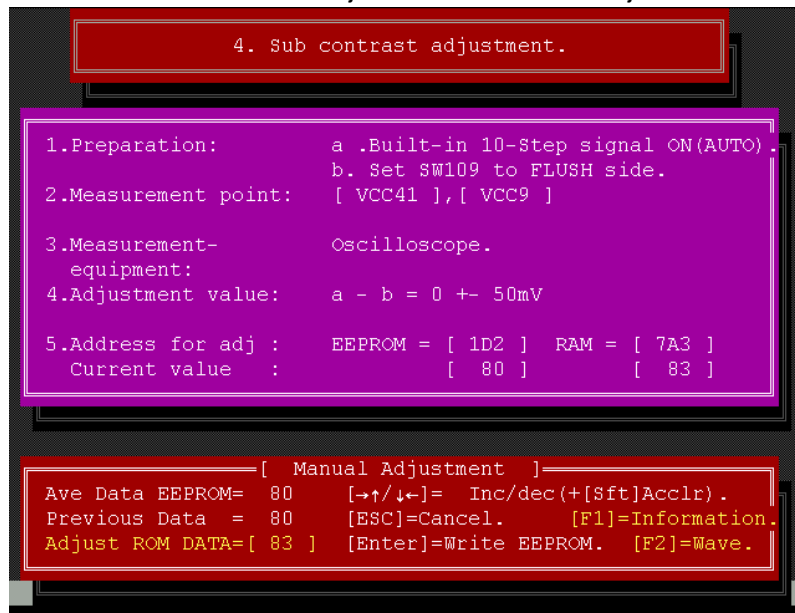 4. Sub contrast adjustment.
1.Preparation: a .Built-in 10-Step signal ON(AUTO).
b. Set SW109 to FLUSH side.
2.Measurement point: [ VCC41 ],[ VCC9 ]
3.Measurement- Oscilloscope.
equipment:
4.Adjustment value: a - b = 0 +- 50mV
5.Address for adj : EEPROM = [ 1D2 ] RAM = [ 7A3 ]
Current value : [ 80 ] [ 83 ]
[ Manual Adjustment ]
Ave Data EEPROM= 80 [→↑/↓←]= Inc/dec(+[Sft]Acclr).
Previous Data = 80 [ESC]=Cancel. [F1]=Information.
Adjust ROM DATA=[ 83 ] [Enter]=Write EEPROM. [F2]=Wave.